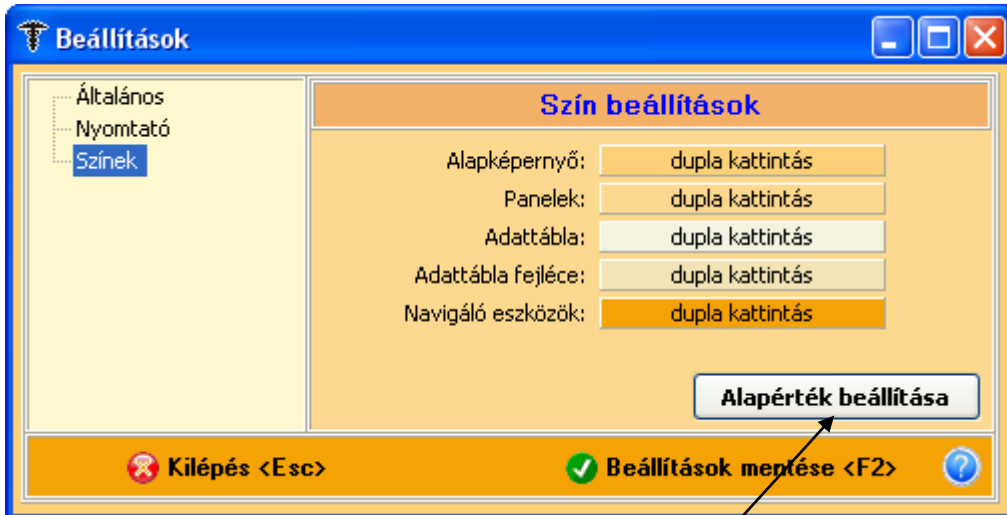 Beállítások
Általános
Nyomtató
Színek
Szín beállítások
Alapképernyő: dupla kattintás
Panelek: dupla kattintás
Adattábla: dupla kattintás
Adattábla fejléce: dupla kattintás
Navigáló eszközök: dupla kattintás
Alapérték beállítása
Kilépés <Esc> Beállítások mentése <F2> ?